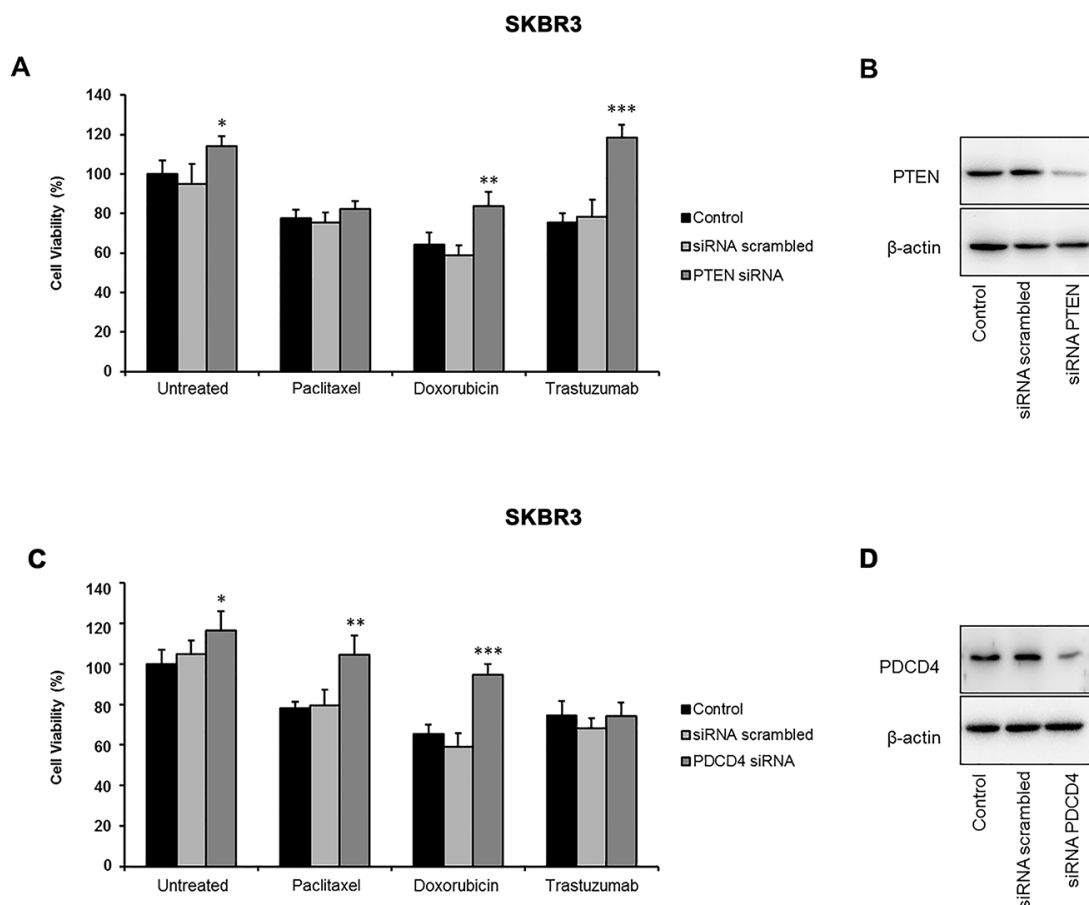 SKBR3
A
B
140
120
100
80
60
40
20
0
Cell Viability (%)
*
**
***
Untreated
Paclitaxel
Doxorubicin
Trastuzumab
Control
siRNA scrambled
PTEN siRNA
PTEN
β-actin
Control
siRNA scrambled
siRNA PTEN
SKBR3
C
D
140
120
100
80
60
40
20
0
Cell Viability (%)
*
**
***
Untreated
Paclitaxel
Doxorubicin
Trastuzumab
Control
siRNA scrambled
PDCD4 siRNA
PDCD4
β-actin
Control
siRNA scrambled
siRNA PDCD4